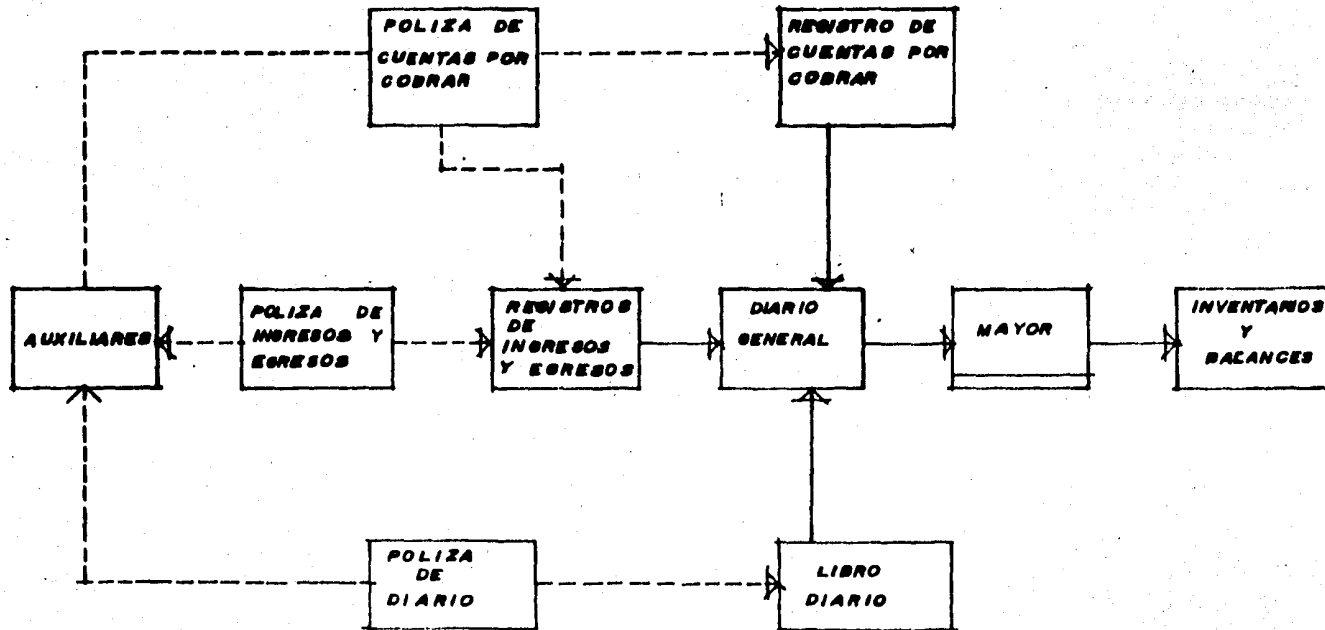 POLIZA DE
CUENTAS POR
COBRAR
REGISTRO DE
CUENTAS POR
COBRAR
AUXILIARES
POLIZA DE
INGRESOS Y
EGRESOS
REGISTROS
DE
INGRESOS
Y EGRESOS
DIARIO
GENERAL
MAYOR
INVENTARIOS
Y
BALANCES
POLIZA
DE
DIARIO
LIBRO
DIARIO